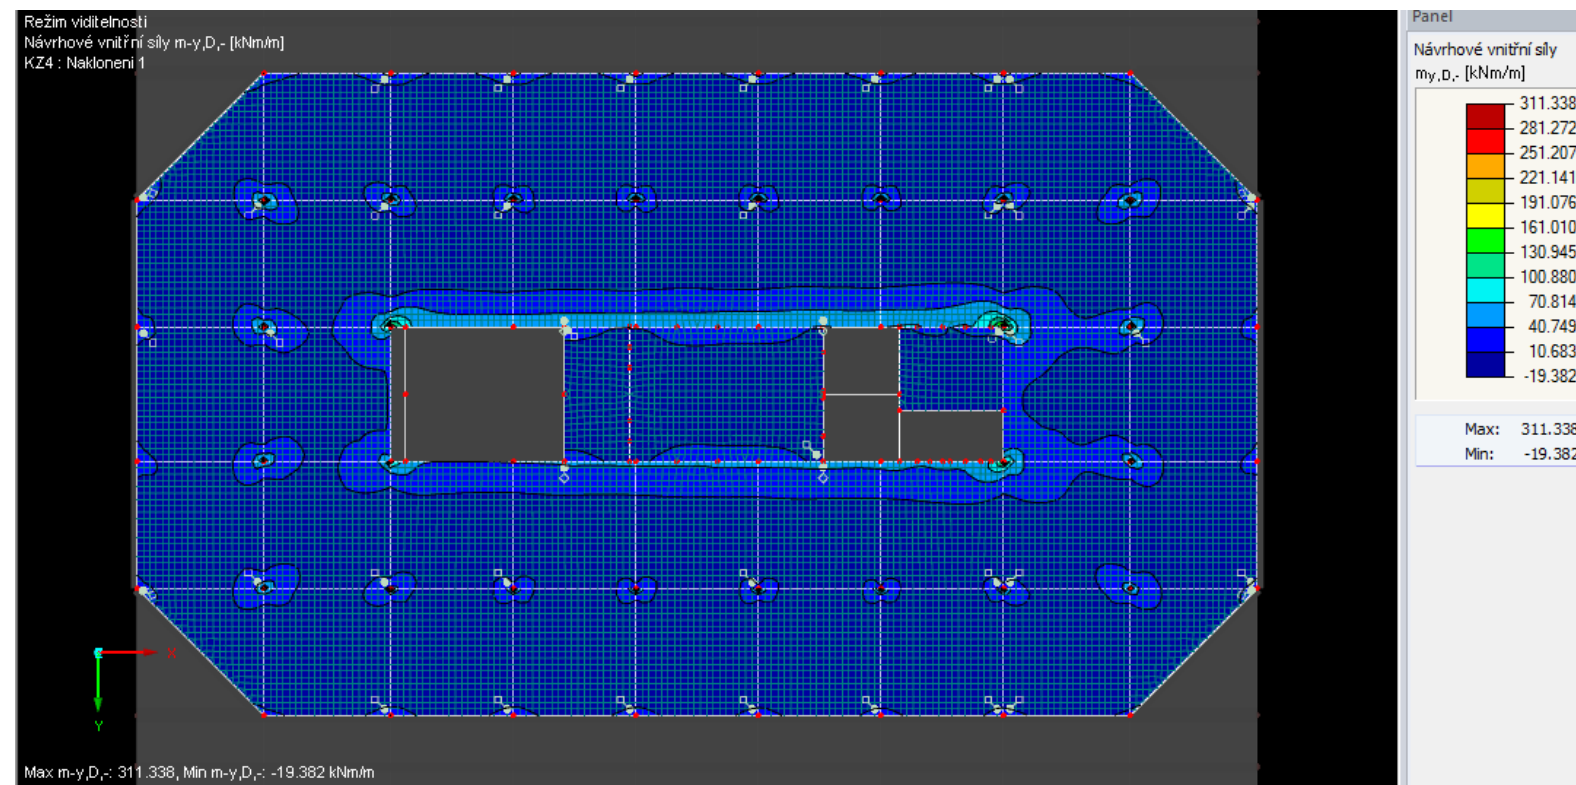 Režim viditelnosti
Návrhové vnitřní síly m-y,D,- [kNm/m]
KZ4 : Nakloneni 1
X
Y
Max m-y,D,-: 311.338, Min m-y,D,-: -19.382 kNm/m
Panel
Návrhové vnitřní síly
my,D,- [kNm/m]
311.338
281.272
251.207
221.141
191.076
161.010
130.945
100.880
70.814
40.749
10.683
-19.382
Max: 311.338
Min: -19.382